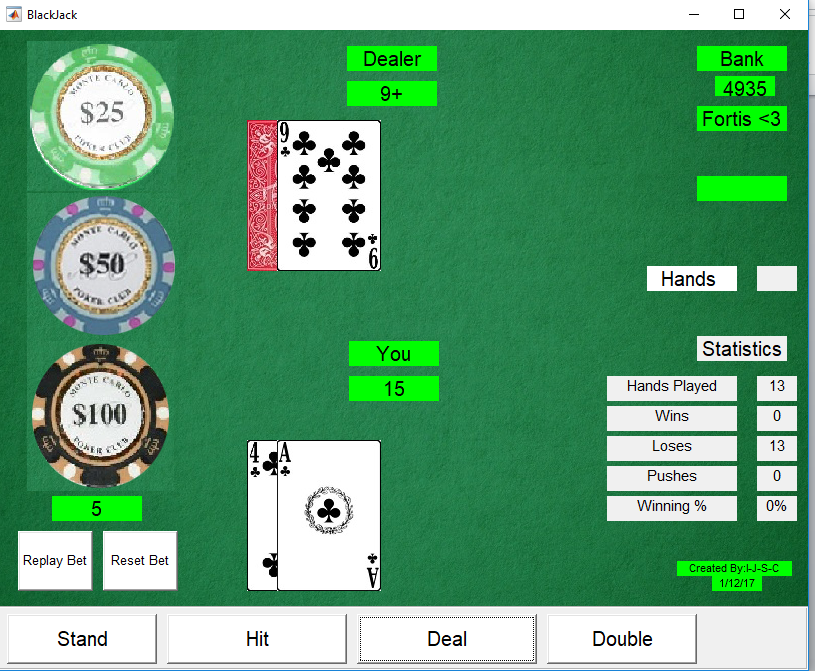 BlackJack
MONTE CARLO
$25
POKER CLUB
MONTE CARLO
$50
POKER CLUB
MONTE CARLO
$100
POKER CLUB
5
Replay Bet
Reset Bet
Dealer
9+
9
9
You
15
4
A
A
Bank
4935
Fortis <3
Hands
Statistics
Hands Played 13
Wins 0
Loses 13
Pushes 0
Winning % 0%
Created By:I-J-S-C
1/12/17
Stand
Hit
Deal
Double